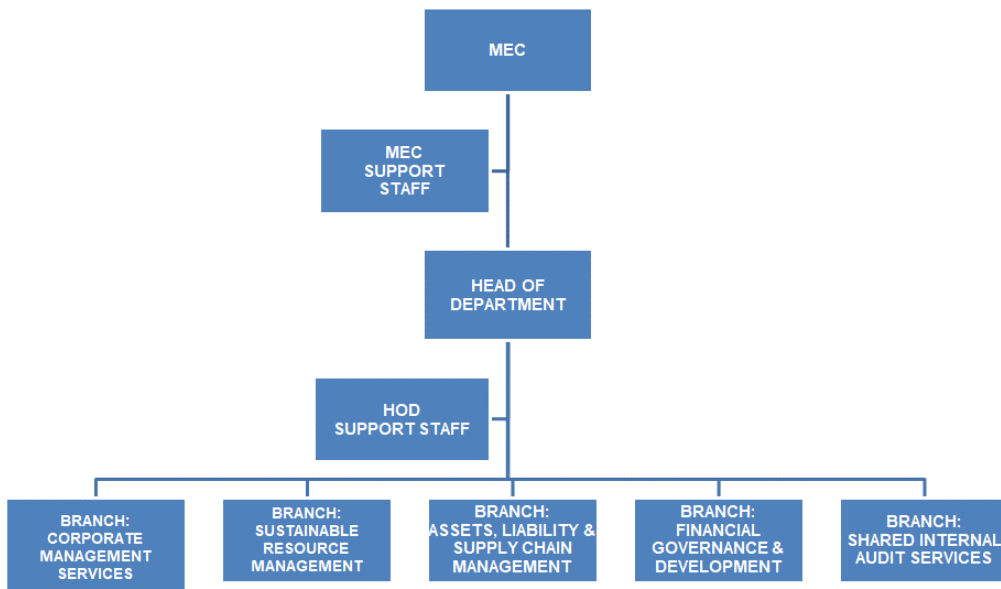 MEC
MEC
SUPPORT
STAFF
HEAD OF
DEPARTMENT
HOD
SUPPORT STAFF
BRANCH:
CORPORATE
MANAGEMENT
SERVICES
BRANCH:
SUSTAINABLE
RESOURCE
MANAGEMENT
BRANCH:
ASSETS, LIABILITY &
SUPPLY CHAIN
MANAGEMENT
BRANCH:
FINANCIAL
GOVERNANCE &
DEVELOPMENT
BRANCH:
SHARED INTERNAL
AUDIT SERVICES